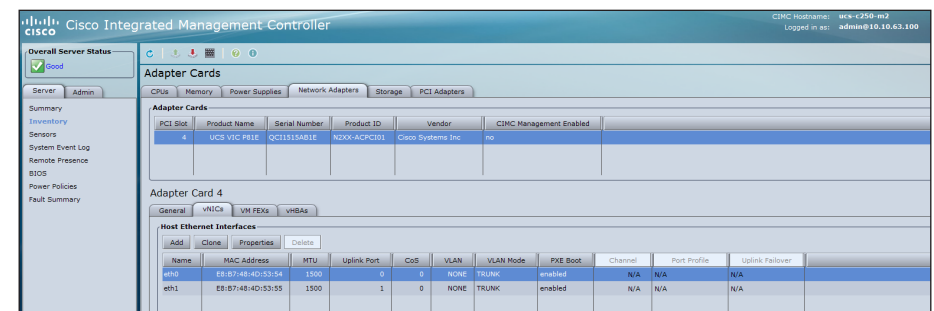 CIMC Hostname: ucs-c250-m2
cisco Cisco Integrated Management Controller
Logged in as: admin@10.10.63.100
Overall Server Status
Good
Adapter Cards
Server Admin
CPUs Memory Power Supplies Network Adapters Storage PCI Adapters
Summary
Inventory
Sensors
System Event Log
Remote Presence
BIOS
Power Policies
Fault Summary
Adapter Cards
PCI Slot Product Name Serial Number Product ID Vendor CIMC Management Enabled
4 UCS VIC P81E QCI1515AB1E N2XX-ACPCI01 Cisco Systems Inc no
Adapter Card 4
General vNICs VM FEXs vHBAs
Host Ethernet Interfaces
Add Clone Properties Delete
Name MAC Address MTU Uplink Port CoS VLAN VLAN Mode PXE Boot Channel Port Profile Uplink Failover
eth0 E8:B7:48:4D:53:54 1500 0 0 NONE TRUNK enabled N/A N/A N/A
eth1 E8:B7:48:4D:53:55 1500 1 0 NONE TRUNK enabled N/A N/A N/A